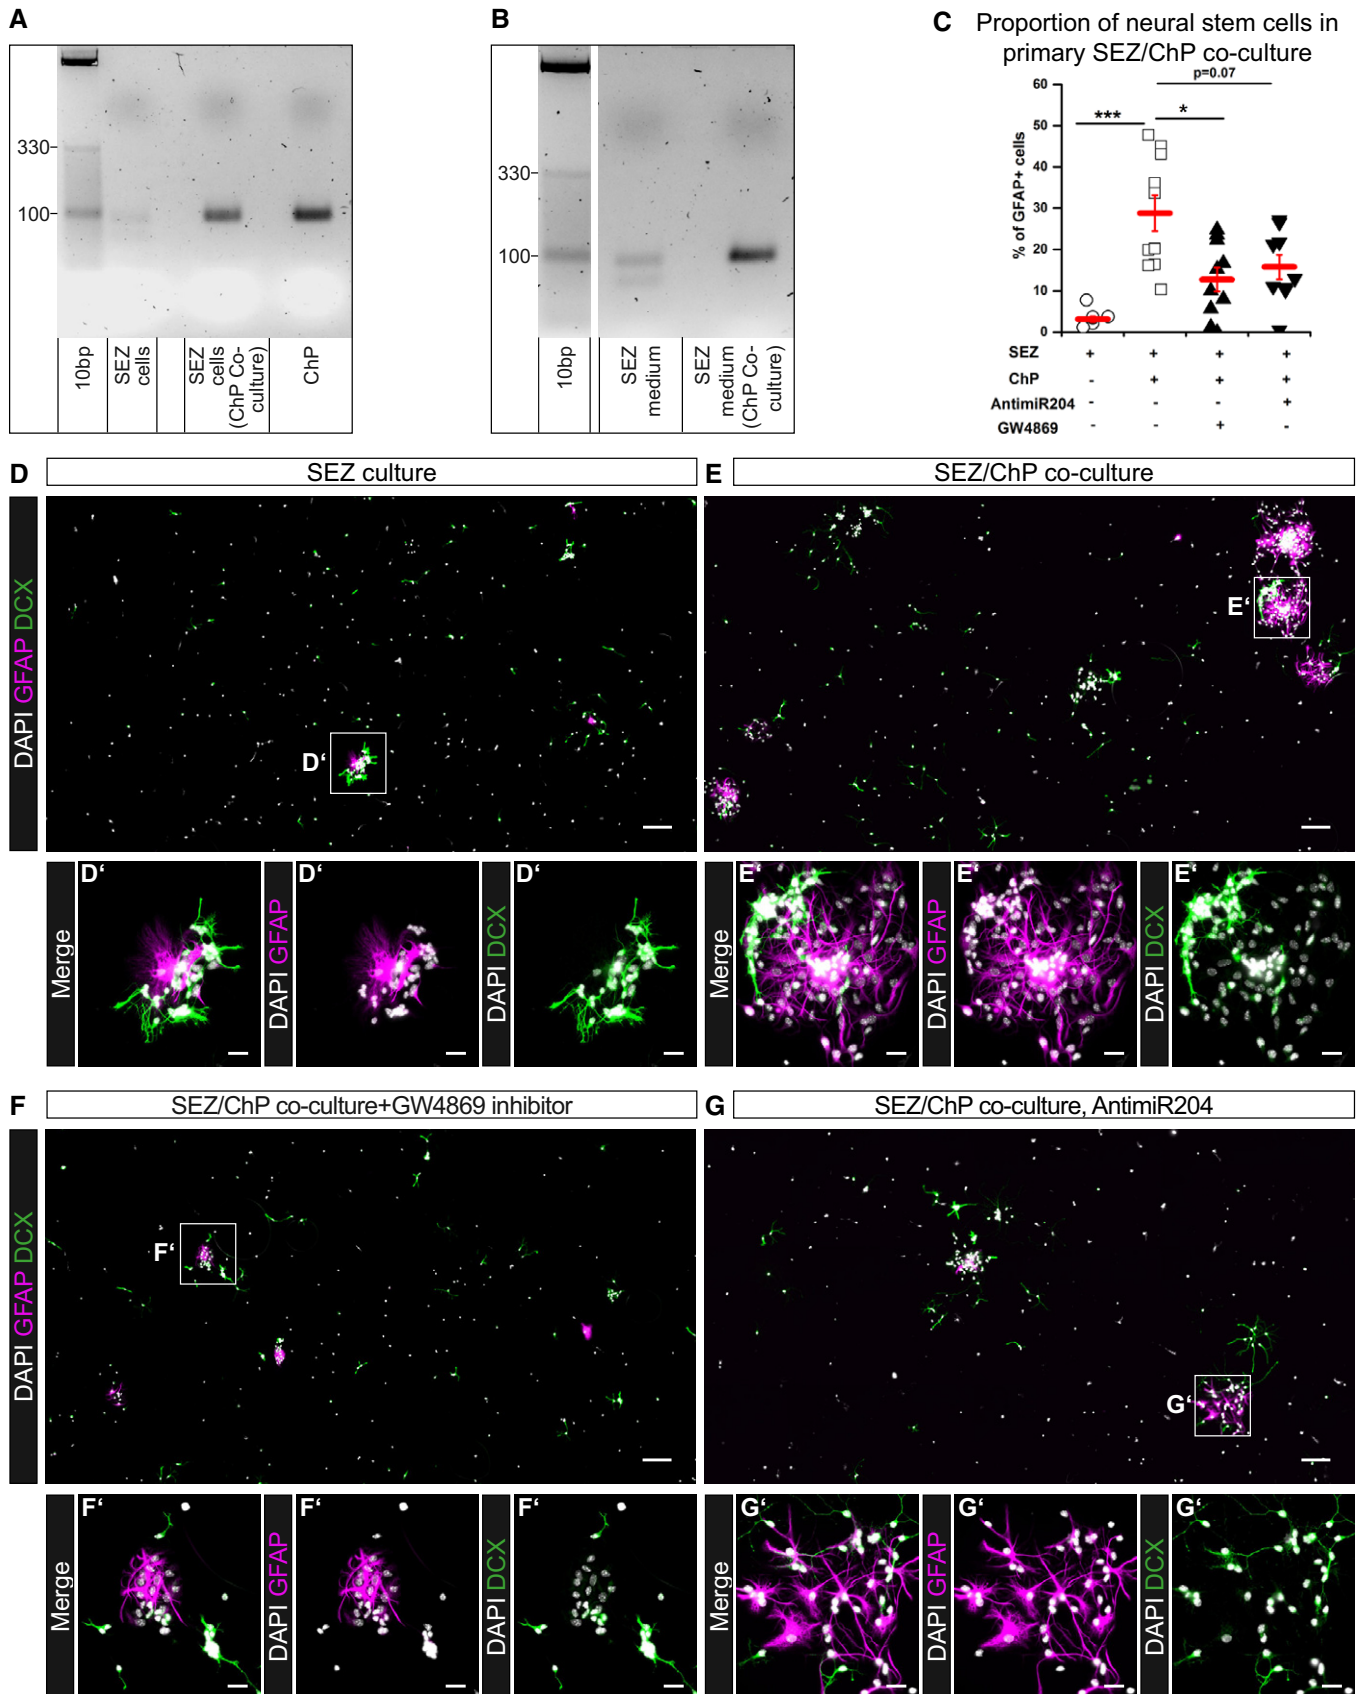 A
330
100
10bp
SEZ
cells
SEZ
cells
(ChP Co-
culture)
ChP
B
330
100
10bp
SEZ
medium
SEZ
medium
(ChP Co-
culture)
C
Proportion of neural stem cells in
primary SEZ/ChP co-culture
p=0.07
***
*
% of GFAP+ cells
60
50
40
30
20
10
0
SEZ + + + +
ChP - + + +
AntimiR204 - - - +
GW4869 - - + -
D
SEZ culture
DAPI GFAP DCX
D‘
Merge
D‘
DAPI GFAP
D‘
DAPI DCX
D‘
E
SEZ/ChP co-culture
E‘
Merge
E‘
DAPI GFAP
E‘
DAPI DCX
E‘
F
SEZ/ChP co-culture+GW4869 inhibitor
DAPI GFAP DCX
F‘
Merge
F‘
DAPI GFAP
F‘
DAPI DCX
F‘
G
SEZ/ChP co-culture, AntimiR204
G‘
Merge
G‘
DAPI GFAP
G‘
DAPI DCX
G‘